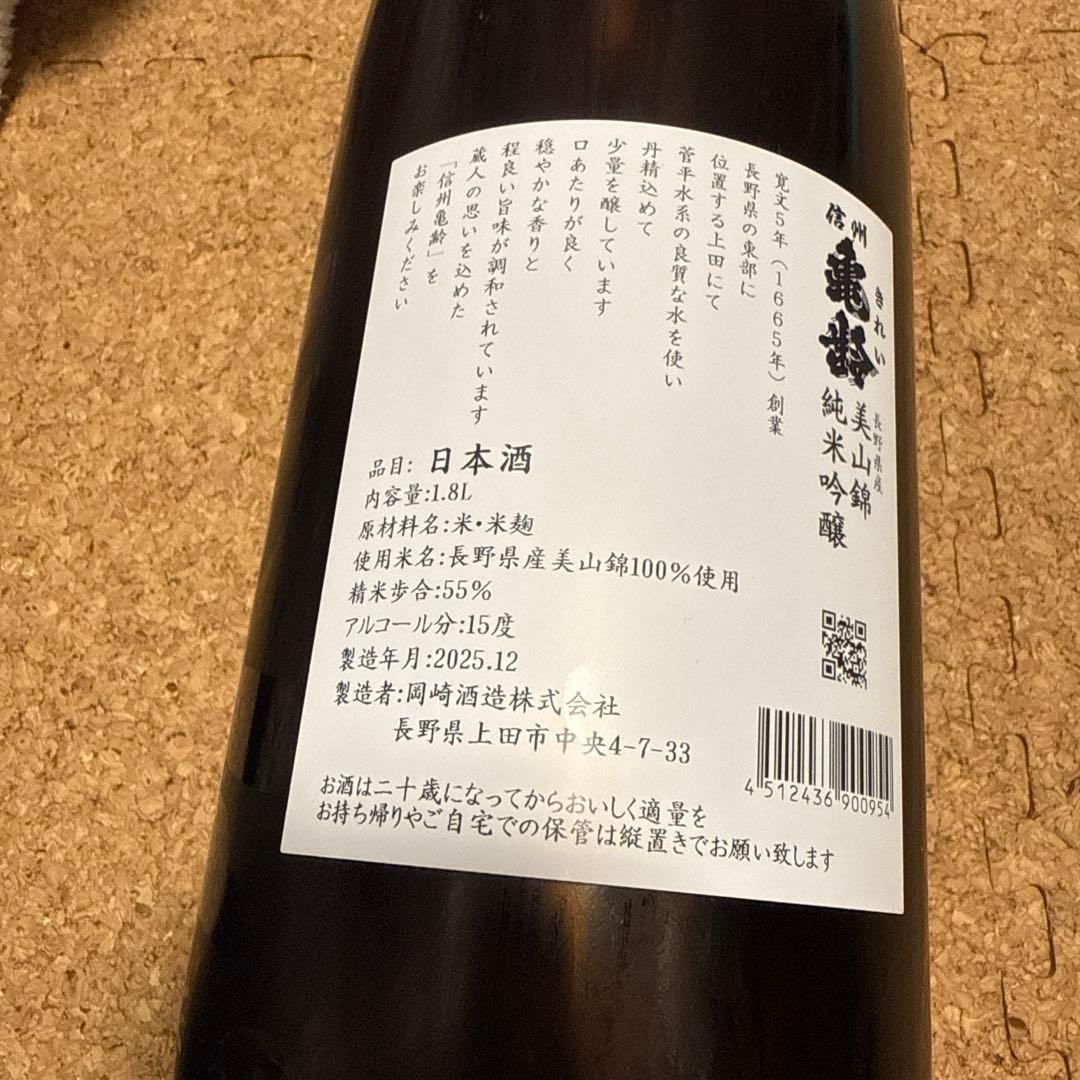 信州
亀齢
きれい
長野県産
美山錦
純米吟醸
寛文5年(1665年)創業
長野県の東部に
位置する上田にて
菅平水系の良質な水を使い
丹精込めて
少量を醸しています
口あたりが良く
穏やかな香りと
程良い旨味が調和されています
蔵人の思いを込めた
「信州亀齢」を
お楽しみください
品目: 日本酒
内容量:1.8L
原材料名:米・米麹
使用米名:長野県産美山錦100%使用
精米歩合:55%
アルコール分:15度
製造年月:2025.12
製造者:岡崎酒造株式会社
長野県上田市中央4-7-33
お酒は二十歳になってからおいしく適量を
お持ち帰りやご自宅での保管は縦置きでお願い致します
4 512436 900954